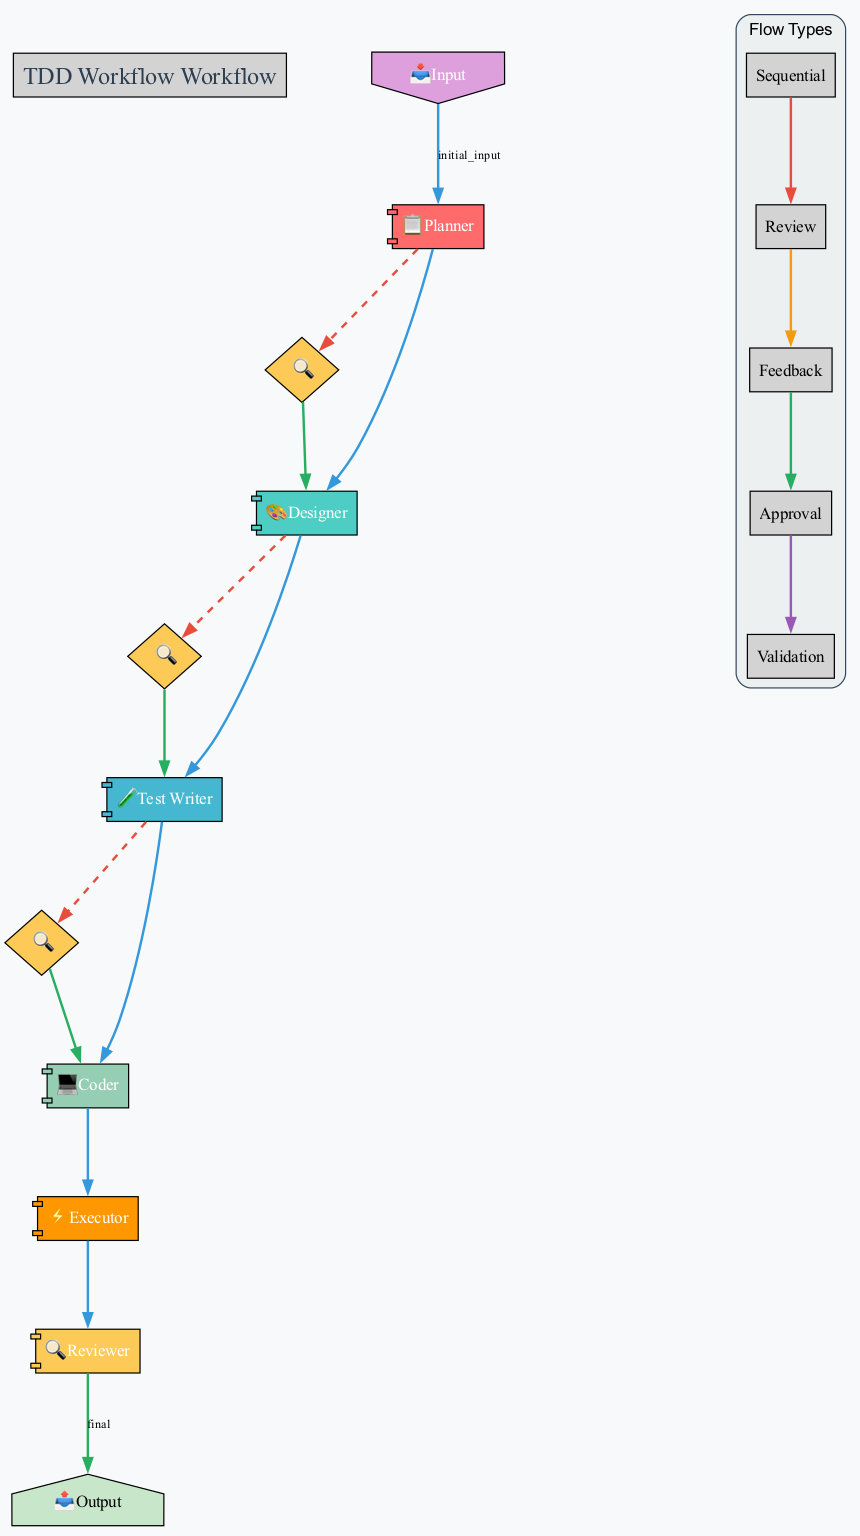 TDD Workflow Workflow
Input
initial_input
Planner
Designer
Test Writer
Coder
Executor
Reviewer
final
Output
Flow Types
Sequential
Review
Feedback
Approval
Validation